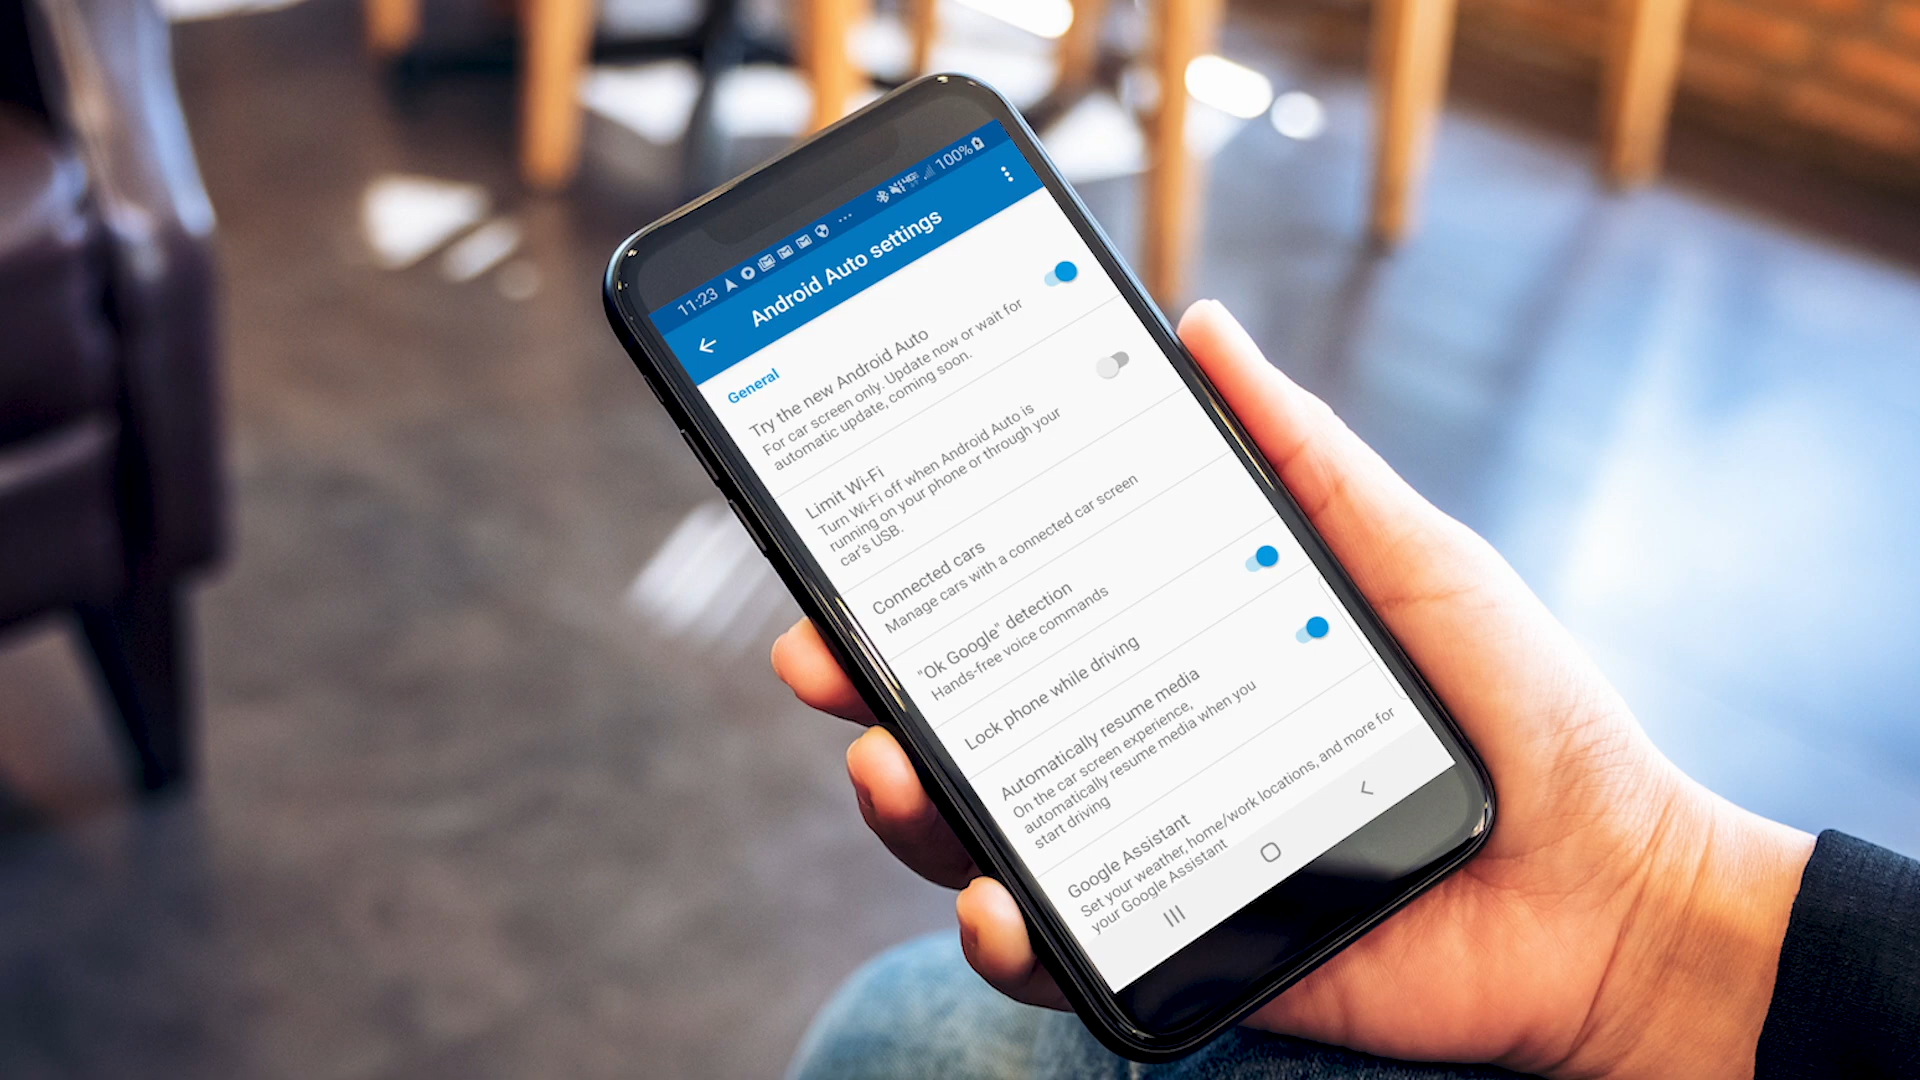 11:23 100%
Android Auto settings
General
Try the new Android Auto
For car screen only. Update now or wait for
automatic update, coming soon.
Limit Wi-Fi
Turn Wi-Fi off when Android Auto is
running on your phone or through your
car's USB.
Connected cars
Manage cars with a connected car screen
"Ok Google" detection
Hands-free voice commands
Lock phone while driving
Automatically resume media
On the car screen experience,
automatically resume media when you
start driving
Google Assistant
Set your weather, home/work locations, and more for
your Google Assistant